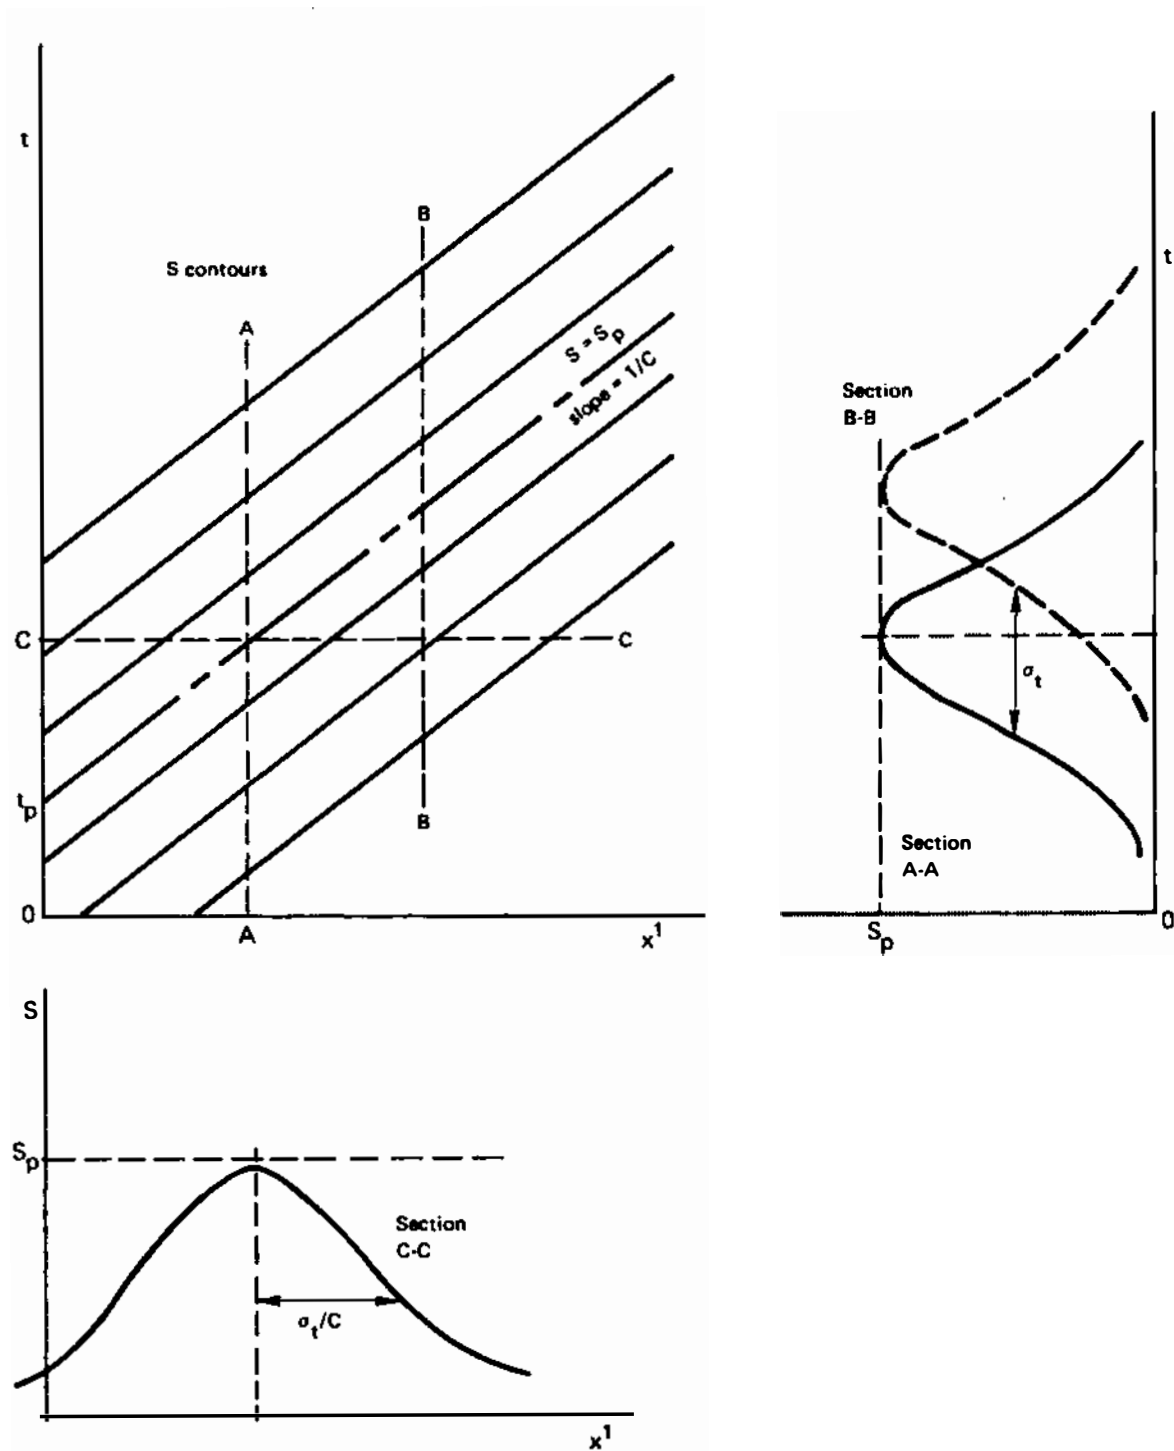 t
B
S contours
A
S = S_p
slope = 1/C
C
C
t_p
B
0
A
x^1
t
Section
B-B
σ_t
Section
A-A
S_p
0
S
S_p
Section
C-C
σ_t/C
x^1